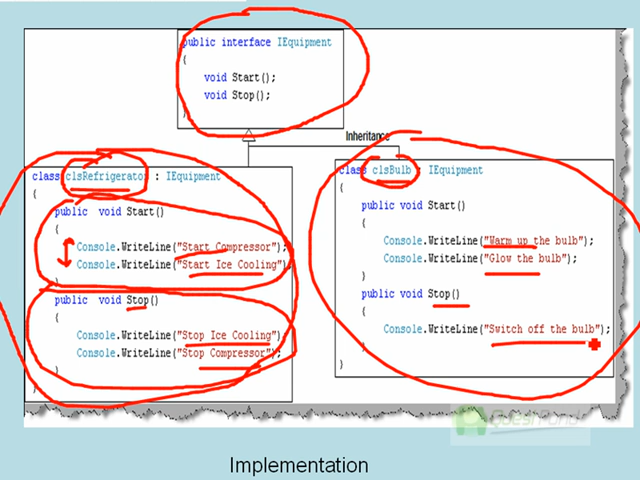 public interface IEquipment
{
void Start();
void Stop();
}
Inheritance
class clsRefrigerator : IEquipment
{
public void Start()
{
Console.WriteLine("Start Compressor");
Console.WriteLine("Start Ice Cooling");
}
public void Stop()
{
Console.WriteLine("Stop Ice Cooling");
Console.WriteLine("Stop Compressor");
}
}
class clsBulb : IEquipment
{
public void Start()
{
Console.WriteLine("Warm up the bulb");
Console.WriteLine("Glow the bulb");
}
public void Stop()
{
Console.WriteLine("Switch off the bulb");
}
}
QuestPond
Implementation